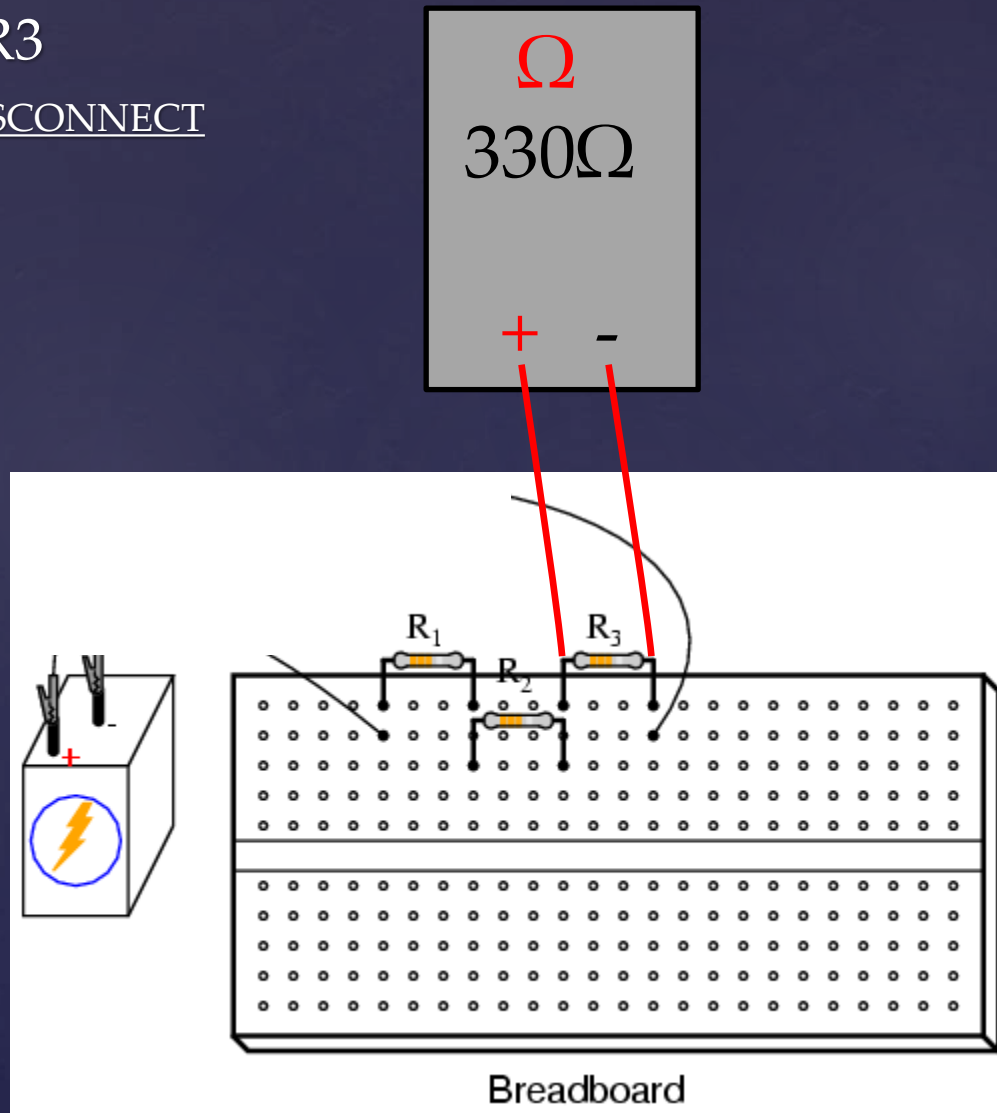 R3
SCONNECT
Ω
330Ω
+ -
R1
R3
R2
-
+
Breadboard